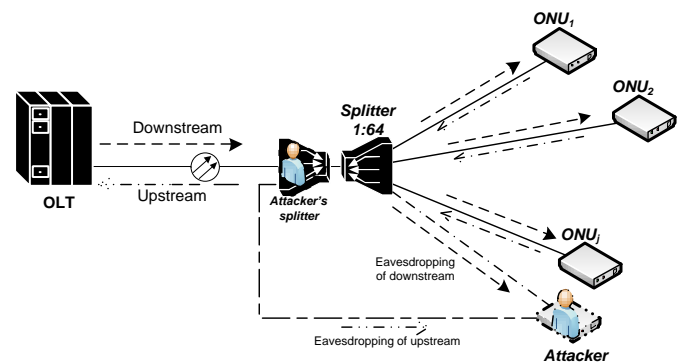 ONU1
ONU2
Splitter
1:64
Downstream
OLT
Upstream
Attacker's
splitter
ONUj
Eavesdropping
of downstream
Eavesdropping of upstream
Attacker